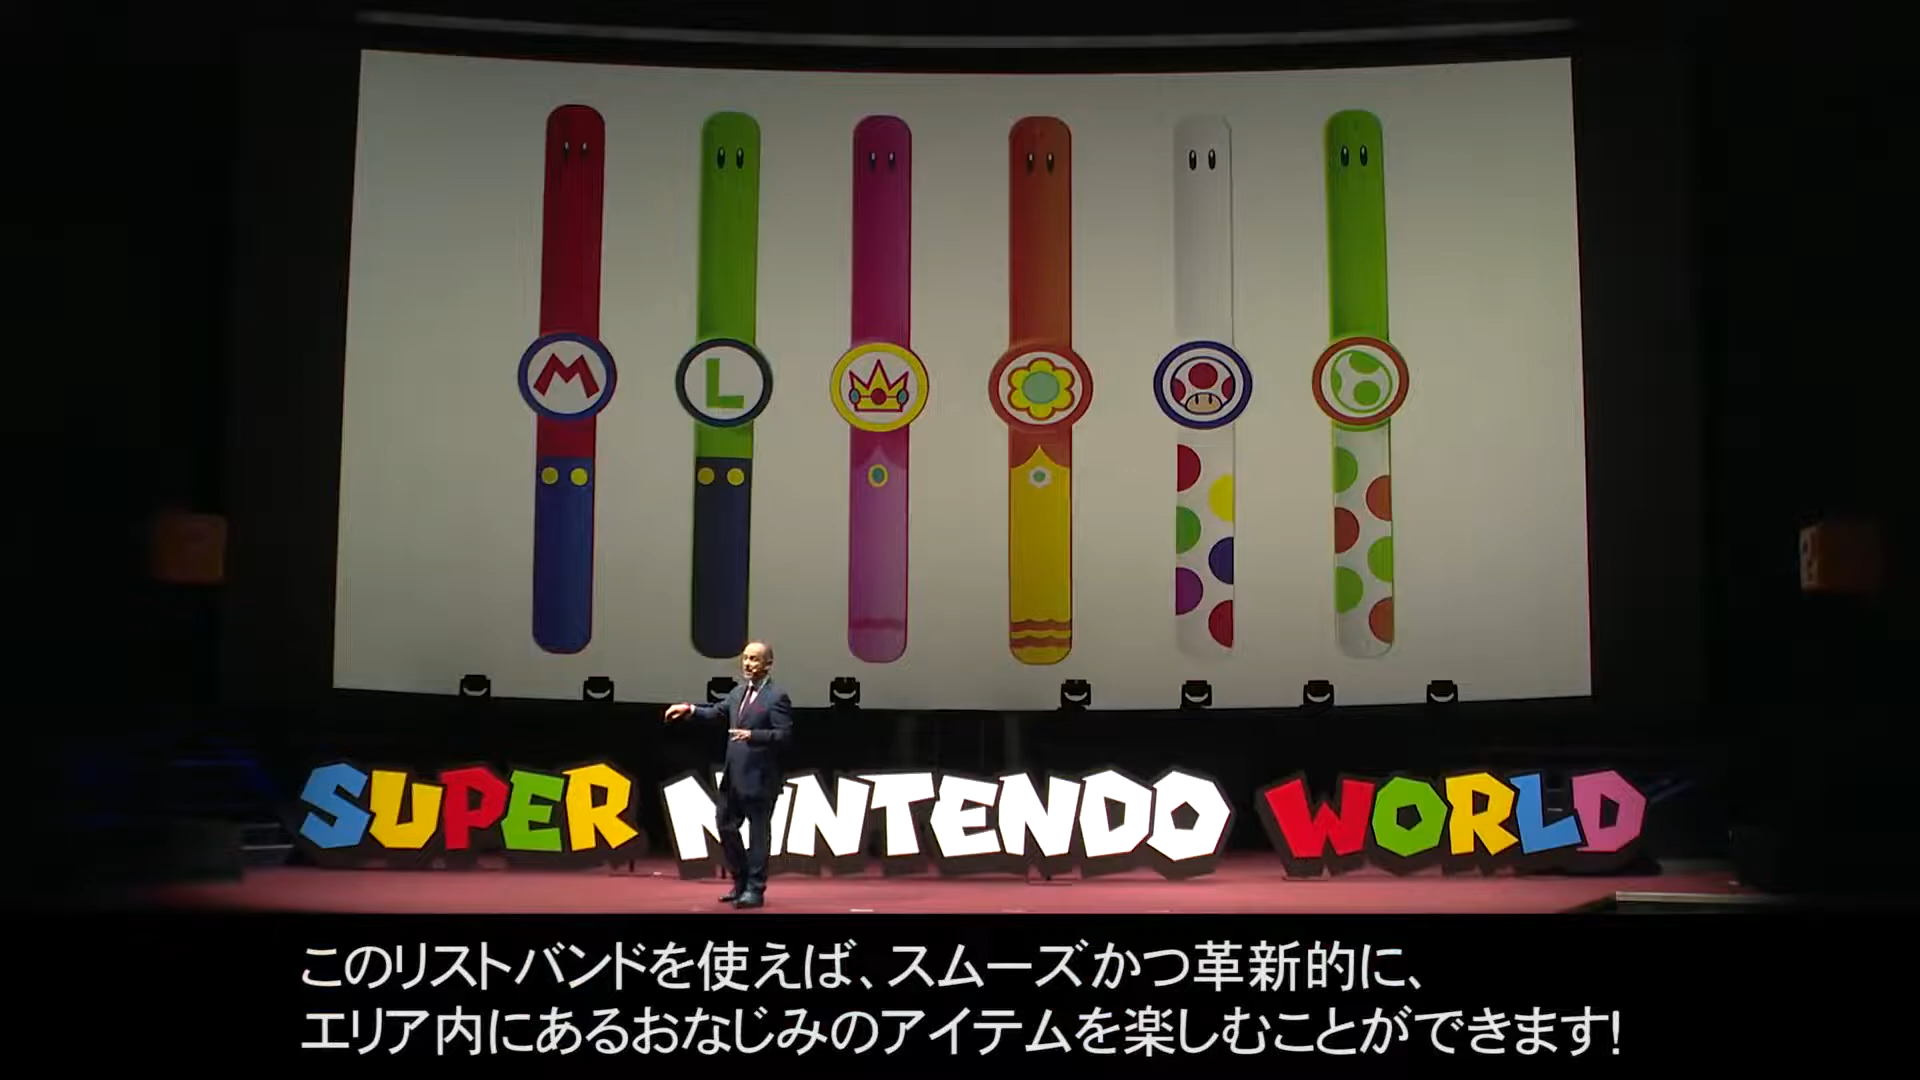 M
L
SUPER NINTENDO WORLD
このリストバンドを使えば、スムーズかつ革新的に、
エリア内にあるおなじみのアイテムを楽しむことができます!